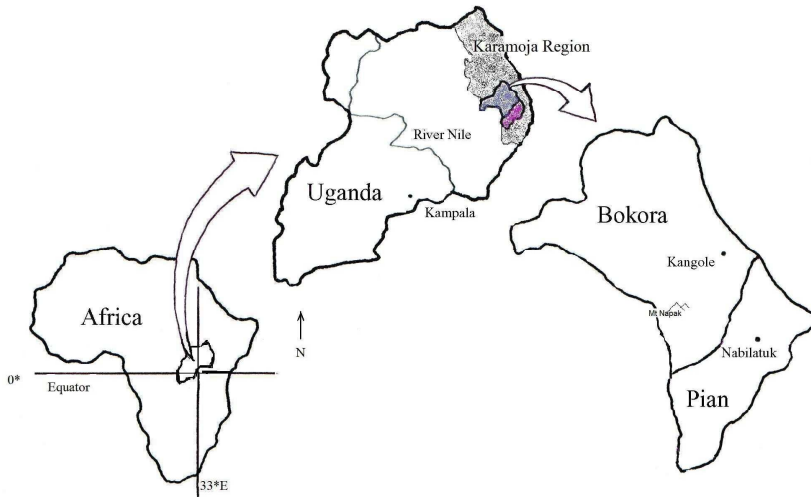 Karamoja Region
River Nile
Uganda
Kampala
Bokora
Kangole
Mt Napak
Nabilatuk
Pian
Africa
N
0*
Equator
33*E